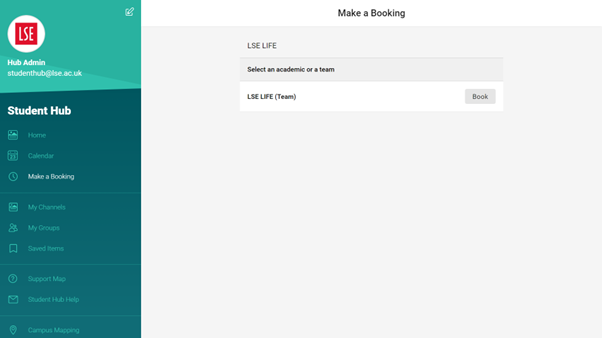 LSE
Hub Admin
studenthub@lse.ac.uk
Student Hub
Home
Calendar
Make a Booking
My Channels
My Groups
Saved Items
Support Map
Student Hub Help
Campus Mapping
Make a Booking
LSE LIFE
Select an academic or a team
LSE LIFE (Team)
Book